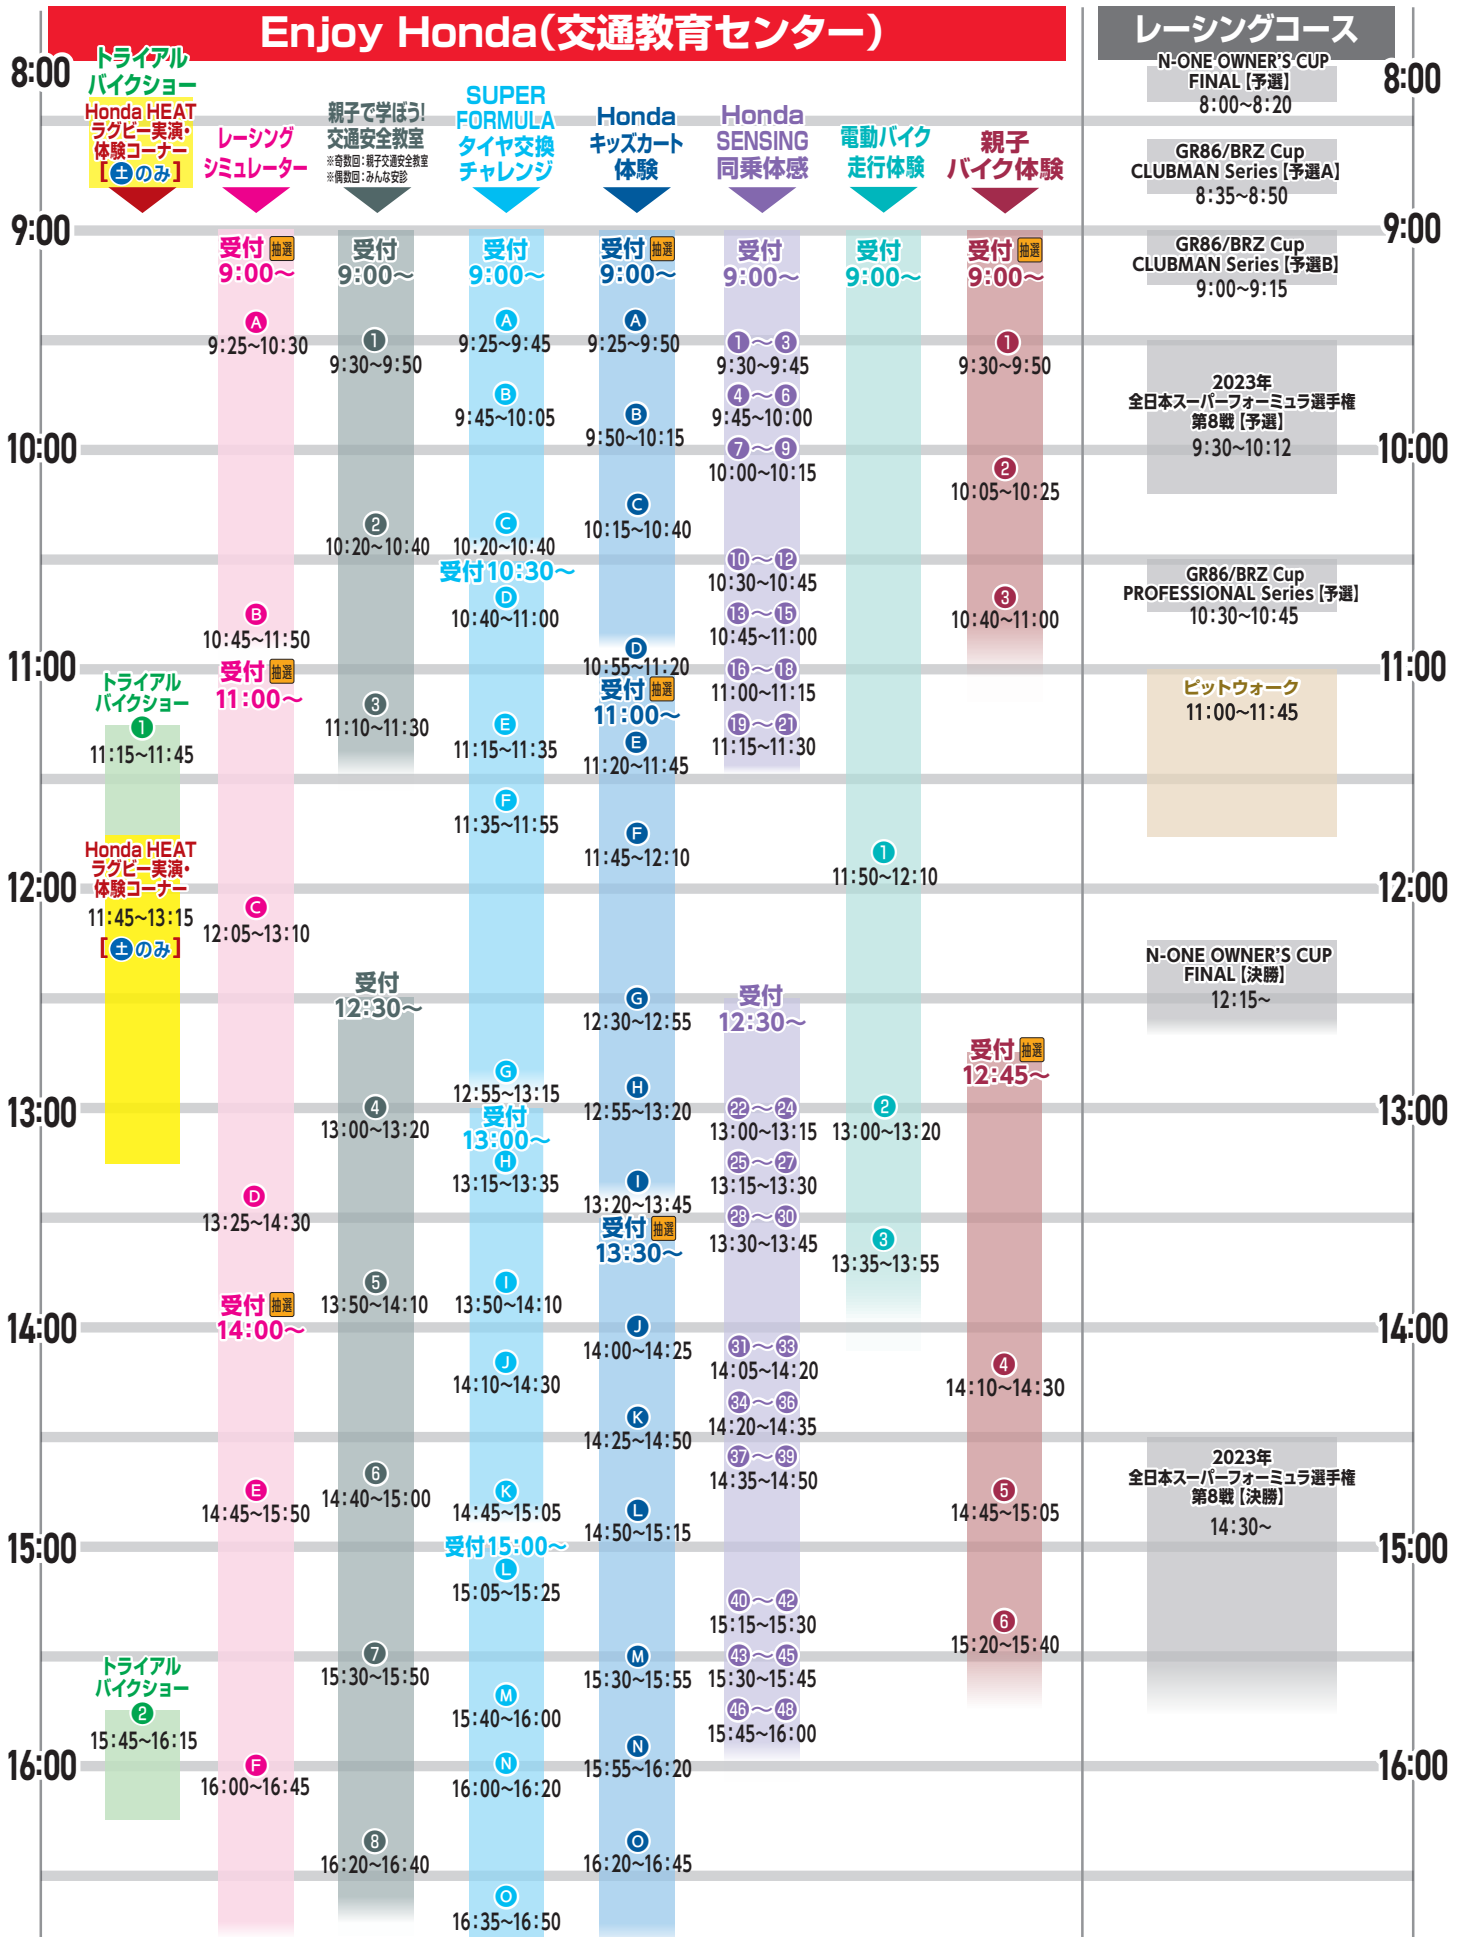 Enjoy Honda(交通教育センター)
レーシングコース
8:00
9:00
10:00
11:00
12:00
13:00
14:00
15:00
16:00
トライアル
バイクショー
Honda HEAT
ラグビー実演・
体験コーナー
[土のみ]
トライアル
バイクショー
1
11:15~11:45
Honda HEAT
ラグビー実演・
体験コーナー
11:45~13:15
[土のみ]
トライアル
バイクショー
2
15:45~16:15
レーシング
シミュレーター
受付 抽選
9:00~
A
9:25~10:30
B
10:45~11:50
受付 抽選
11:00~
C
12:05~13:10
D
13:25~14:30
受付 抽選
14:00~
E
14:45~15:50
F
16:00~16:45
親子で学ぼう!
交通安全教室
※奇数回:親子交通安全教室
※偶数回:みんな安診
受付
9:00~
1
9:30~9:50
2
10:20~10:40
3
11:10~11:30
受付
12:30~
4
13:00~13:20
5
13:50~14:10
6
14:40~15:00
7
15:30~15:50
8
16:20~16:40
SUPER
FORMULA
タイヤ交換
チャレンジ
受付
9:00~
A
9:25~9:45
B
9:45~10:05
C
10:20~10:40
受付10:30~
D
10:40~11:00
E
11:15~11:35
F
11:35~11:55
G
12:55~13:15
受付
13:00~
H
13:15~13:35
I
13:50~14:10
J
14:10~14:30
K
14:45~15:05
受付15:00~
L
15:05~15:25
M
15:40~16:00
N
16:00~16:20
O
16:35~16:50
Honda
キッズカート
体験
受付 抽選
9:00~
A
9:25~9:50
B
9:50~10:15
C
10:15~10:40
D
10:55~11:20
受付 抽選
11:00~
E
11:20~11:45
F
11:45~12:10
G
12:30~12:55
H
12:55~13:20
I
13:20~13:45
受付 抽選
13:30~
J
14:00~14:25
K
14:25~14:50
L
14:50~15:15
M
15:30~15:55
N
15:55~16:20
O
16:20~16:45
Honda
SENSING
同乗体感
受付
9:00~
1~3
9:30~9:45
4~6
9:45~10:00
7~9
10:00~10:15
10~12
10:30~10:45
13~15
10:45~11:00
16~18
11:00~11:15
19~21
11:15~11:30
受付
12:30~
22~24
13:00~13:15
25~27
13:15~13:30
28~30
13:30~13:45
31~33
14:05~14:20
34~36
14:20~14:35
37~39
14:35~14:50
40~42
15:15~15:30
43~45
15:30~15:45
46~48
15:45~16:00
電動バイク
走行体験
受付
9:00~
1
11:50~12:10
2
13:00~13:20
3
13:35~13:55
親子
バイク体験
受付 抽選
9:00~
1
9:30~9:50
2
10:05~10:25
3
10:40~11:00
受付 抽選
12:45~
4
14:10~14:30
5
14:45~15:05
6
15:20~15:40
N-ONE OWNER'S CUP
FINAL【予選】
8:00~8:20
GR86/BRZ Cup
CLUBMAN Series【予選A】
8:35~8:50
GR86/BRZ Cup
CLUBMAN Series【予選B】
9:00~9:15
2023年
全日本スーパーフォーミュラ選手権
第8戦【予選】
9:30~10:12
GR86/BRZ Cup
PROFESSIONAL Series【予選】
10:30~10:45
ピットウォーク
11:00~11:45
N-ONE OWNER'S CUP
FINAL【決勝】
12:15~
2023年
全日本スーパーフォーミュラ選手権
第8戦【決勝】
14:30~
8:00
9:00
10:00
11:00
12:00
13:00
14:00
15:00
16:00